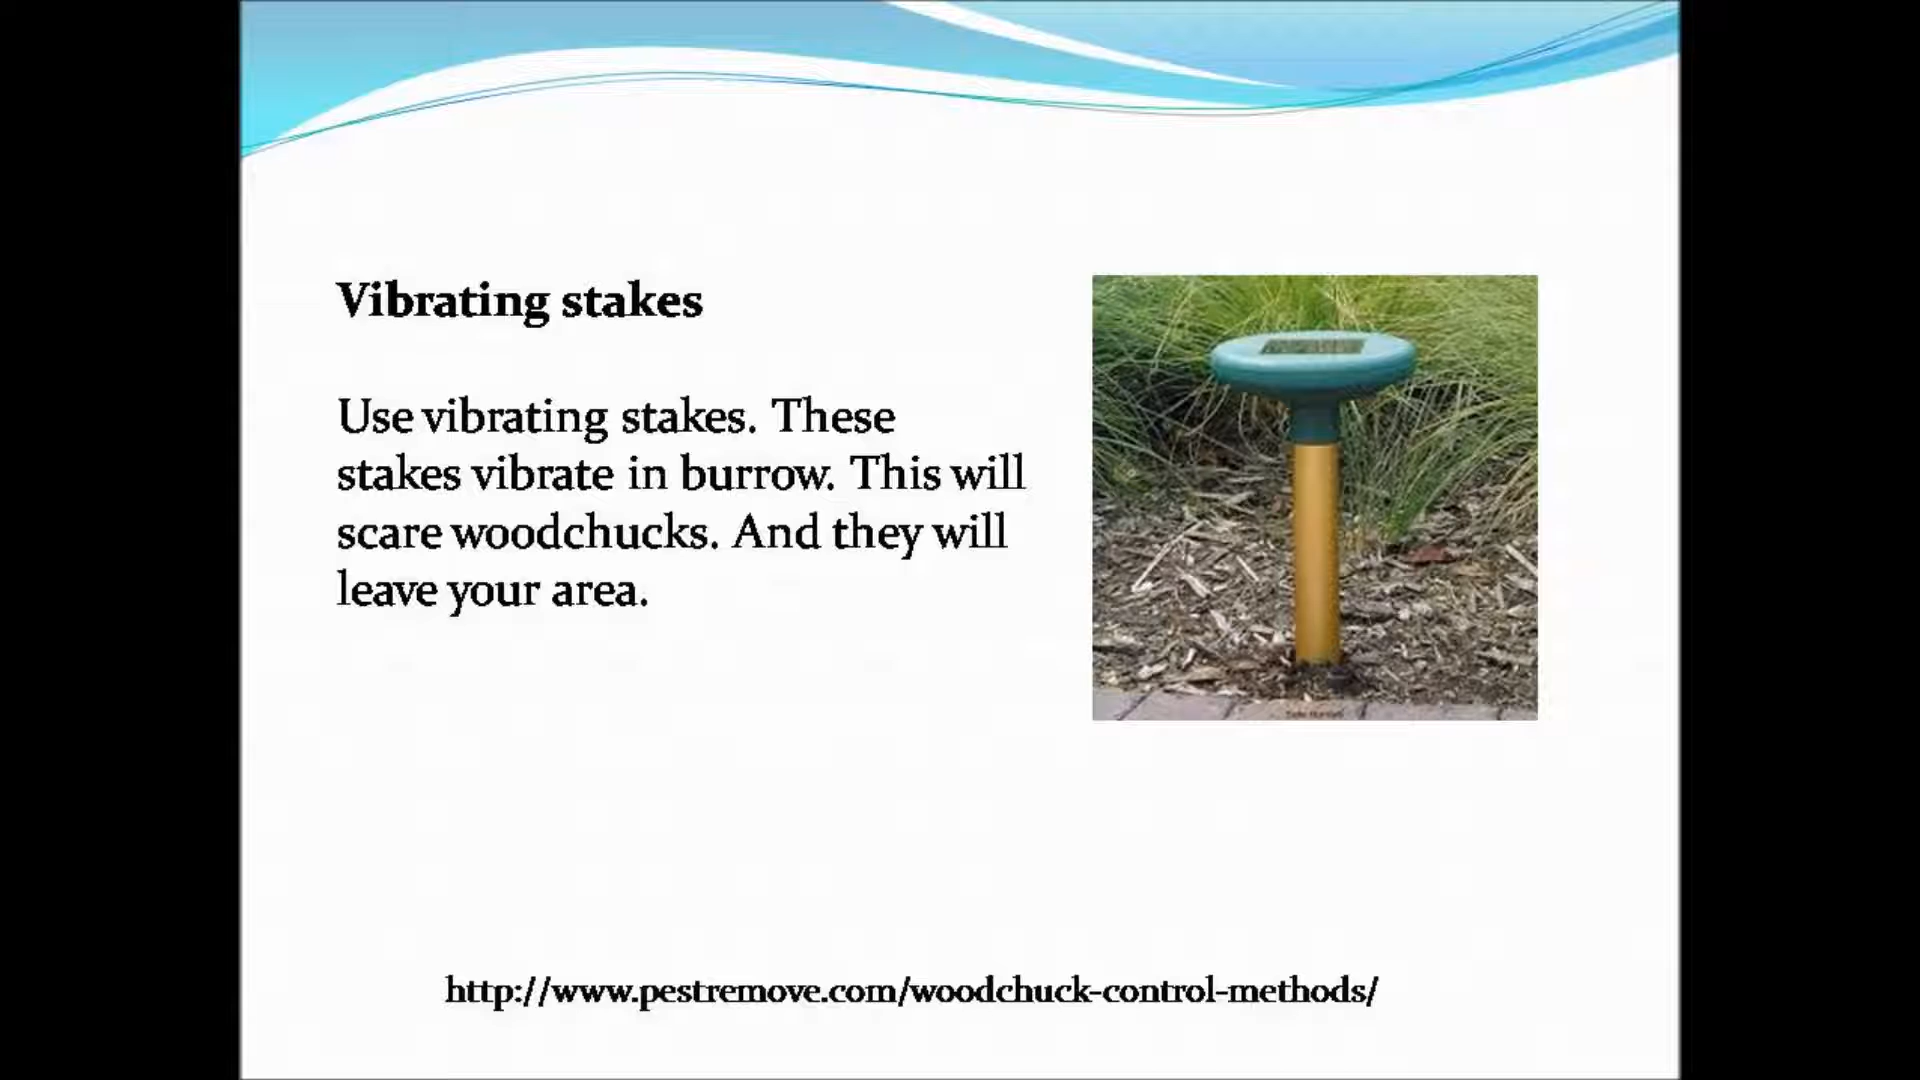 Vibrating stakes
Use vibrating stakes. These
stakes vibrate in burrow. This will
scare woodchucks. And they will
leave your area.
http://www.pestremove.com/woodchuck-control-methods/